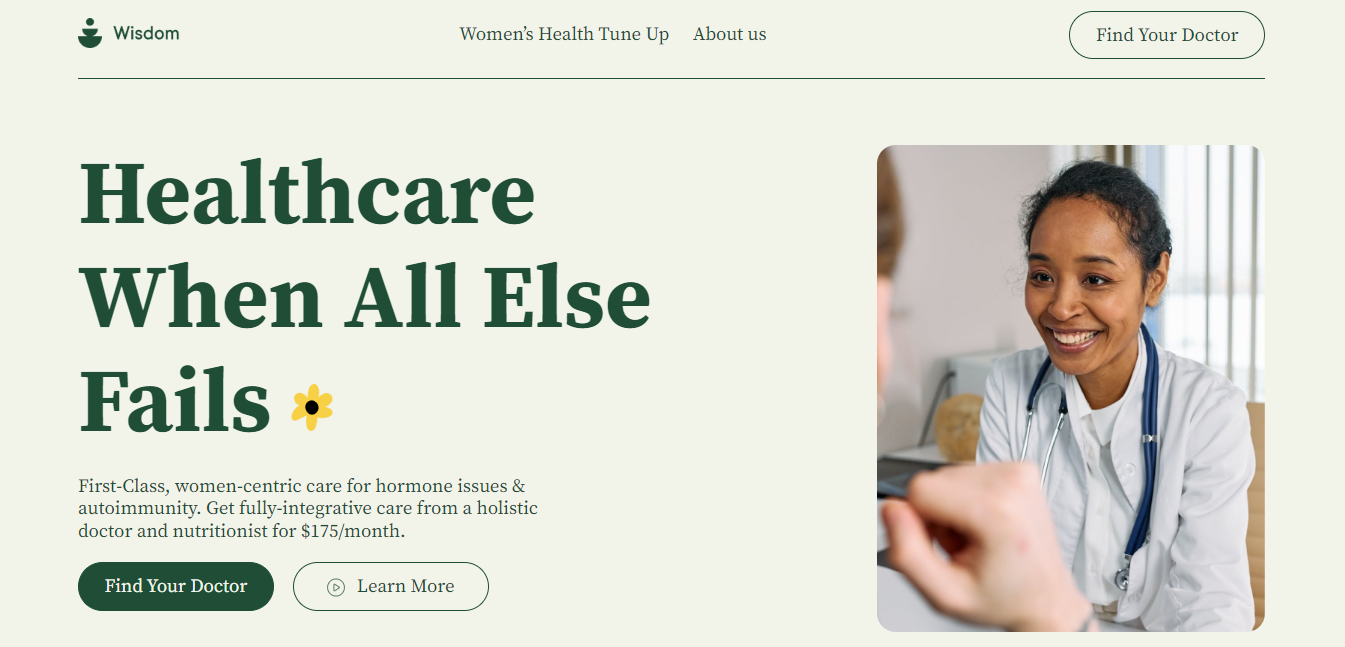 Wisdom
Women’s Health Tune Up
About us
Find Your Doctor
Healthcare
When All Else
Fails
First-Class, women-centric care for hormone issues &
autoimmunity. Get fully-integrative care from a holistic
doctor and nutritionist for $175/month.
Find Your Doctor
Learn More